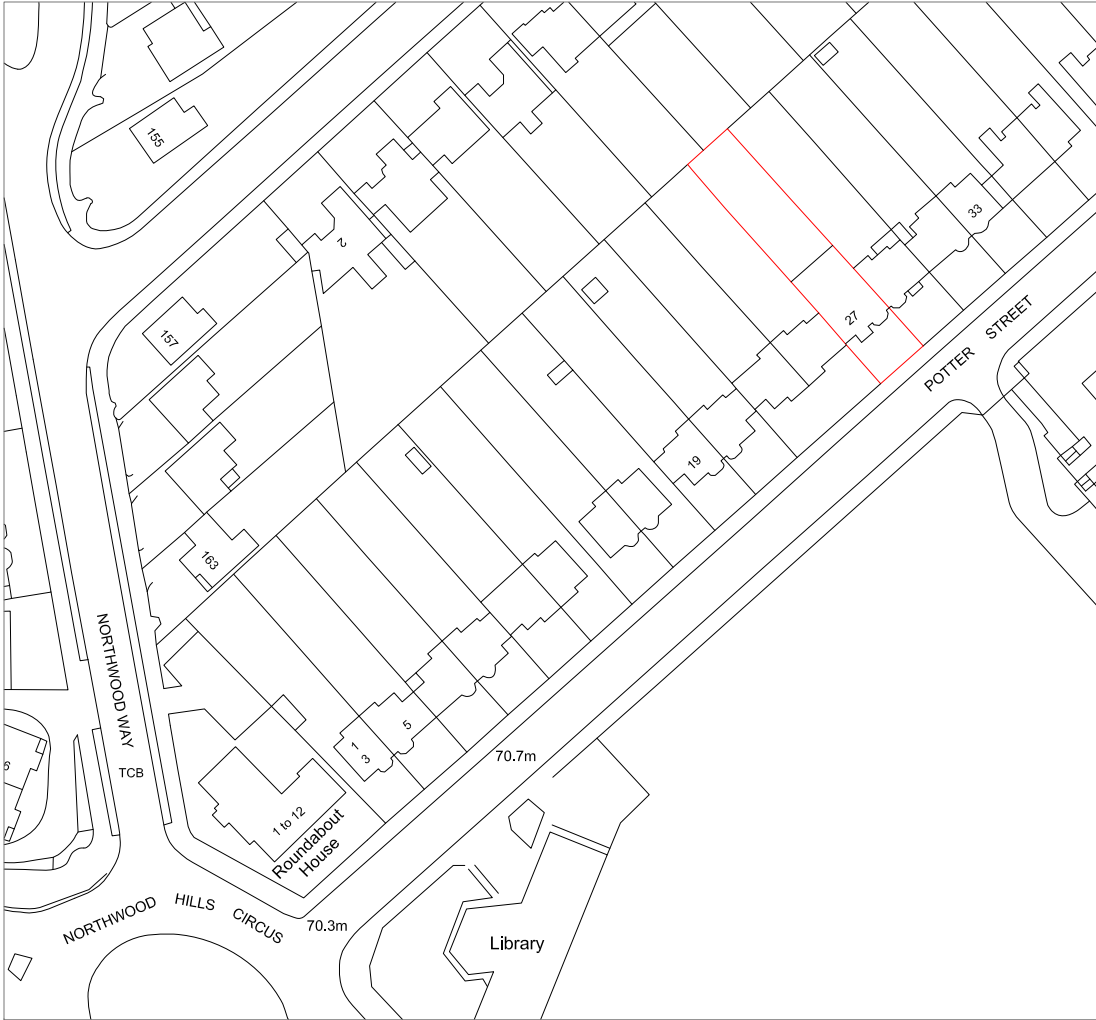 155
2
33
157
27
POTTER STREET
19
163
NORTHWOOD WAY
1
3
5
70.7m
6
TCB
1 to 12
Roundabout
House
NORTHWOOD HILLS CIRCUS
70.3m
Library